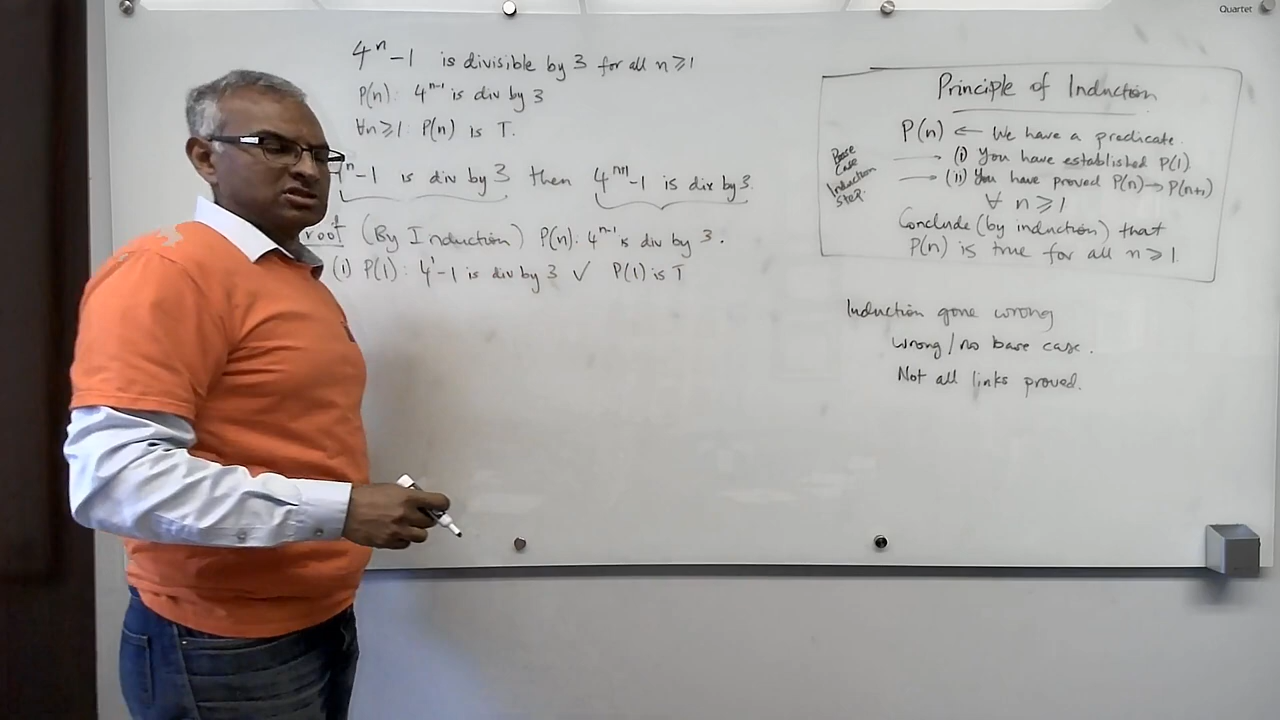 4ⁿ-1 is divisible by 3 for all n≥1
P(n): 4ⁿ⁻¹ is div by 3
∀n≥1: P(n) is T.
ⁿ-1 is div by 3 then 4ⁿ⁺¹-1 is div by 3.
roof (By Induction) P(n): 4ⁿ⁻¹ is div by 3.
(1) P(1): 4¹-1 is div by 3 ✓ P(1) is T
Quartet
Principle of Induction
P(n) ← We have a predicate.
Base Case → (i) You have established P(1)
Induction Step. → (ii) You have proved P(n)→P(n+1)
∀ n≥1
Conclude (by induction) that
P(n) is true for all n≥1.
Induction gone wrong
wrong/no base case.
Not all links proved.